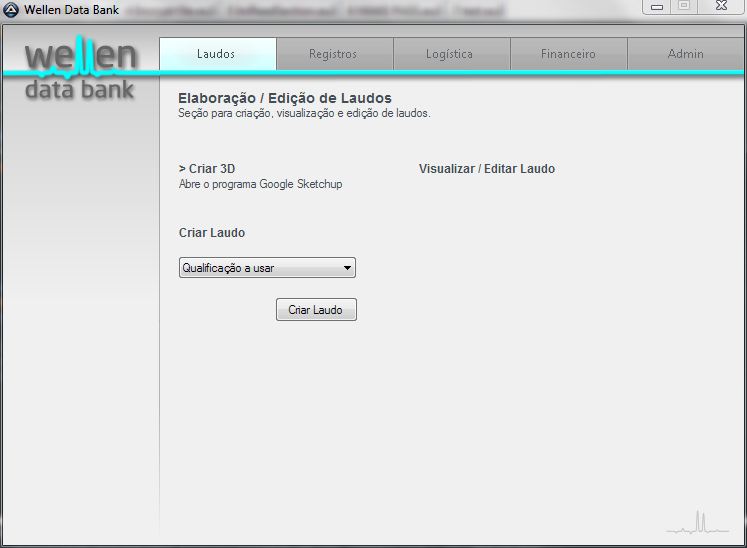 Wellen Data Bank
wellen
data bank
Laudos
Registros
Logística
Financeiro
Admin
Elaboração / Edição de Laudos
Seção para criação, visualização e edição de laudos.
> Criar 3D
Abre o programa Google Sketchup
Visualizar / Editar Laudo
Criar Laudo
Qualificação a usar
Criar Laudo